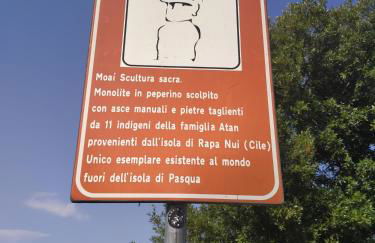 Moai Scultura sacra.
Monolite in peperino scolpito
con asce manuali e pietre taglienti
da 11 indigeni della famiglia Atan
provenienti dall'isola di Rapa Nui (Cile)
Unico esemplare esistente al mondo
fuori dell'isola di Pasqua